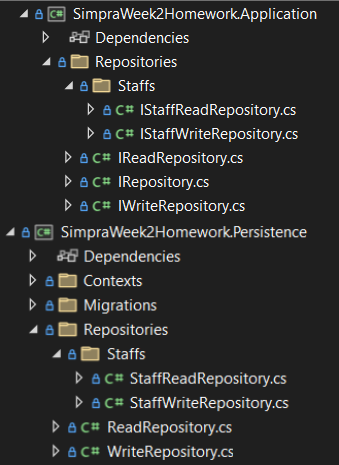 SimpraWeek2Homework.Application
Dependencies
Repositories
Staffs
C# IStaffReadRepository.cs
C# IStaffWriteRepository.cs
C# IReadRepository.cs
C# IRepository.cs
C# IWriteRepository.cs
C# SimpraWeek2Homework.Persistence
Dependencies
Contexts
Migrations
Repositories
Staffs
C# StaffReadRepository.cs
C# StaffWriteRepository.cs
C# ReadRepository.cs
C# WriteRepository.cs